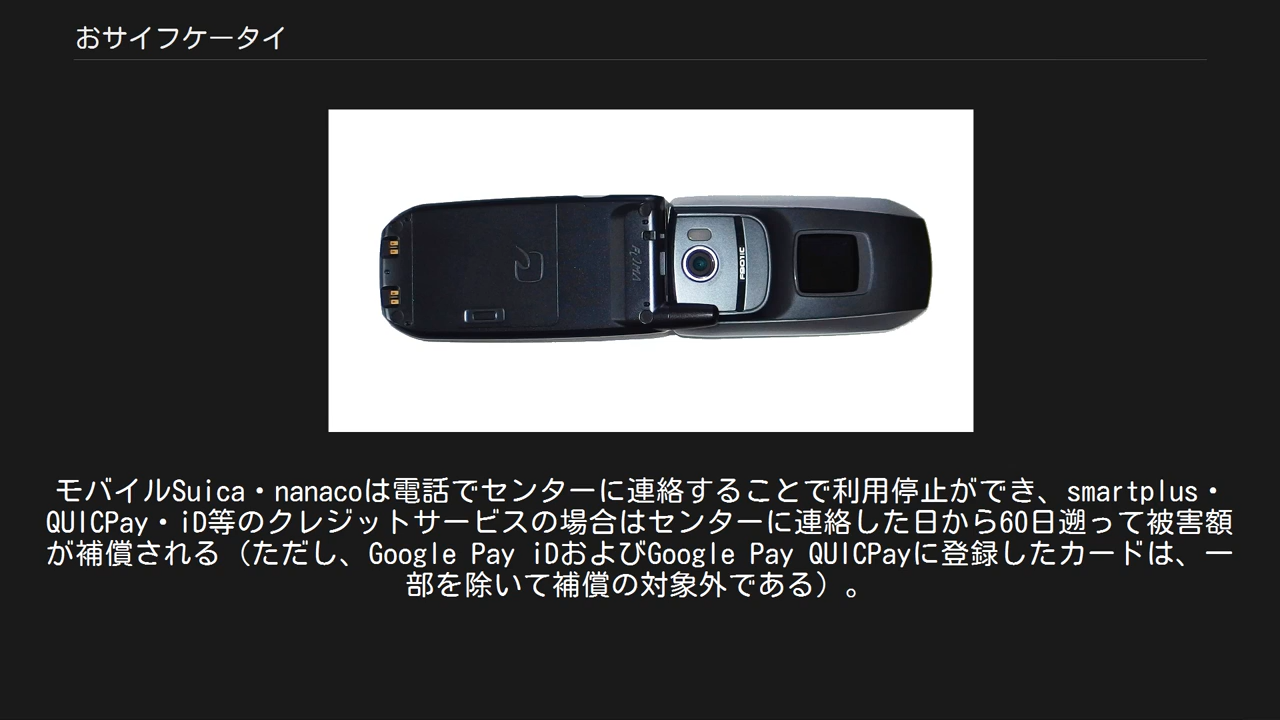 おサイフケータイ
FOMA
F901iC
モバイルSuica・nanacoは電話でセンターに連絡することで利用停止ができ、smartplus・
QUICPay・iD等のクレジットサービスの場合はセンターに連絡した日から60日遡って被害額
が補償される（ただし、Google Pay iDおよびGoogle Pay QUICPayに登録したカードは、一
部を除いて補償の対象外である）。